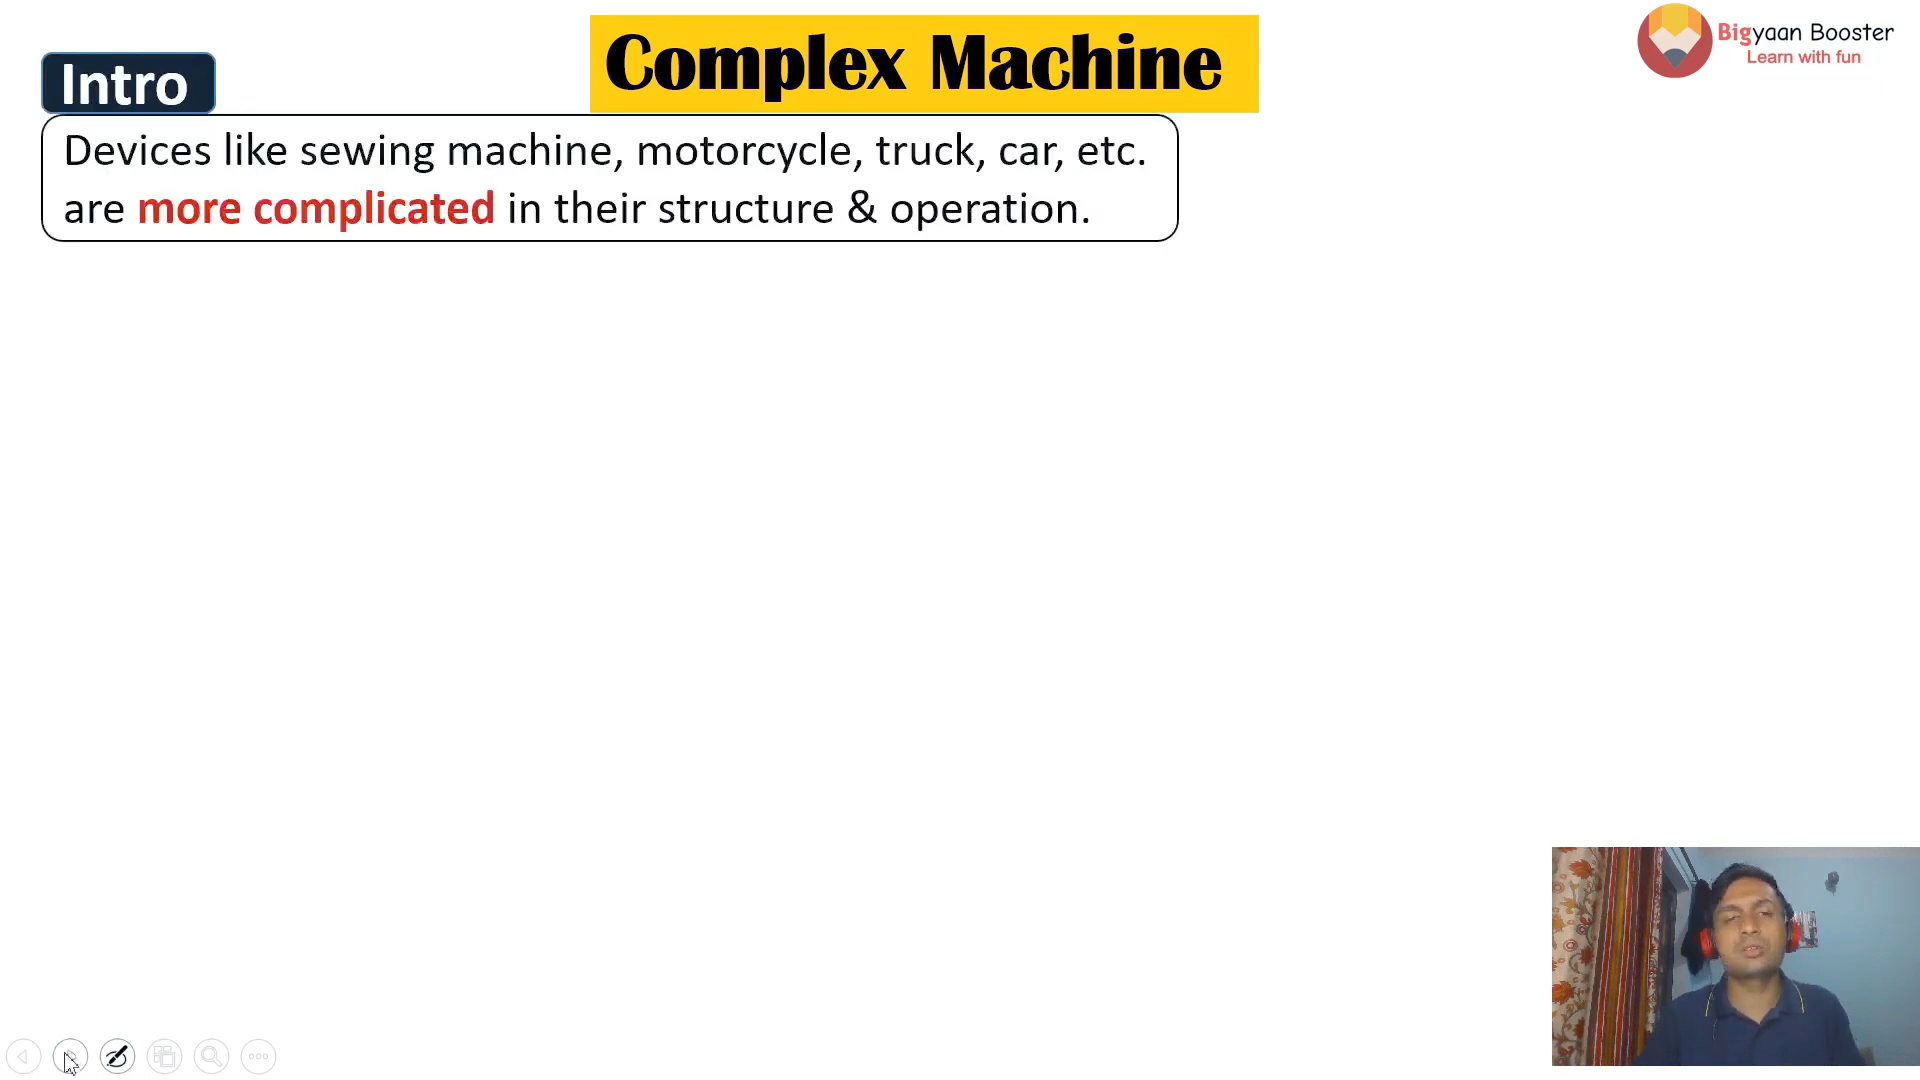 Complex Machine
Bigyaan Booster
Learn with fun
Intro
Devices like sewing machine, motorcycle, truck, car, etc.
are more complicated in their structure & operation.